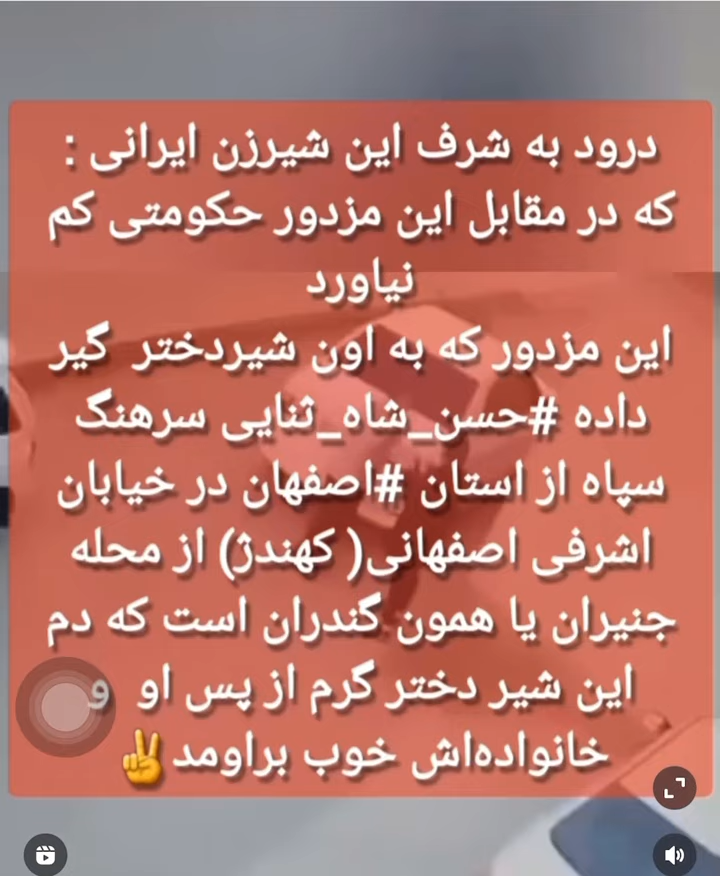 درود به شرف این شیرزن ایرانی :
که در مقابل این مزدور حکومتی کم
نیاورد
این مزدور که به اون شیردختر گیر
داده #حسن_شاه_ثنایی سرهنگ
سپاه از استان #اصفهان در خیابان
اشرفی اصفهانی( کهندژ) از محله
جنیران یا همون گندران است که دم
این شیر دختر گرم از پس او و
خانواده‌اش خوب براومد✌️